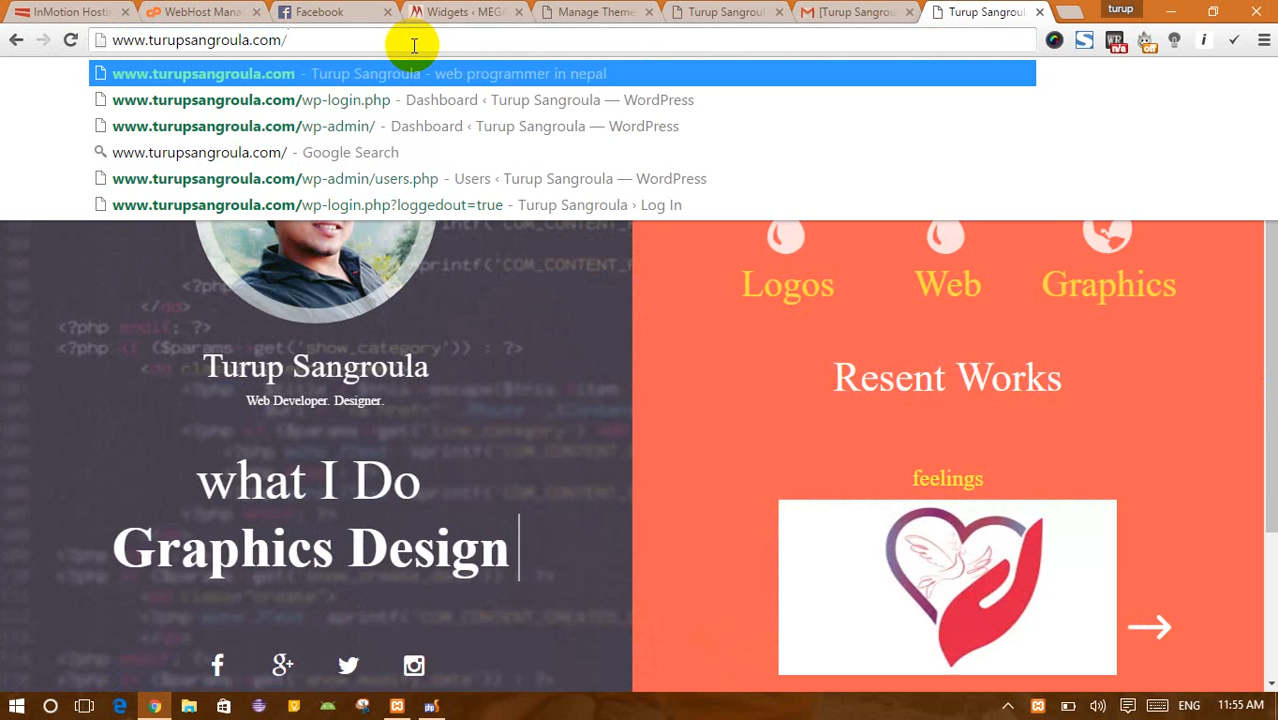 InMotion Hosti
WebHost Mana
Facebook
Widgets ‹ MEGA
Manage Theme
Turup Sangrou
[Turup Sangrou
Turup Sangrou
turup
www.turupsangroula.com/
www.turupsangroula.com - Turup Sangroula - web programmer in nepal
www.turupsangroula.com/wp-login.php - Dashboard ‹ Turup Sangroula — WordPress
www.turupsangroula.com/wp-admin/ - Dashboard ‹ Turup Sangroula — WordPress
www.turupsangroula.com/ - Google Search
www.turupsangroula.com/wp-admin/users.php - Users ‹ Turup Sangroula — WordPress
www.turupsangroula.com/wp-login.php?loggedout=true - Turup Sangroula › Log In
Turup Sangroula
Web Developer. Designer.
what I Do
Graphics Design
Logos
Web
Graphics
Resent Works
feelings
ENG
11:55 AM